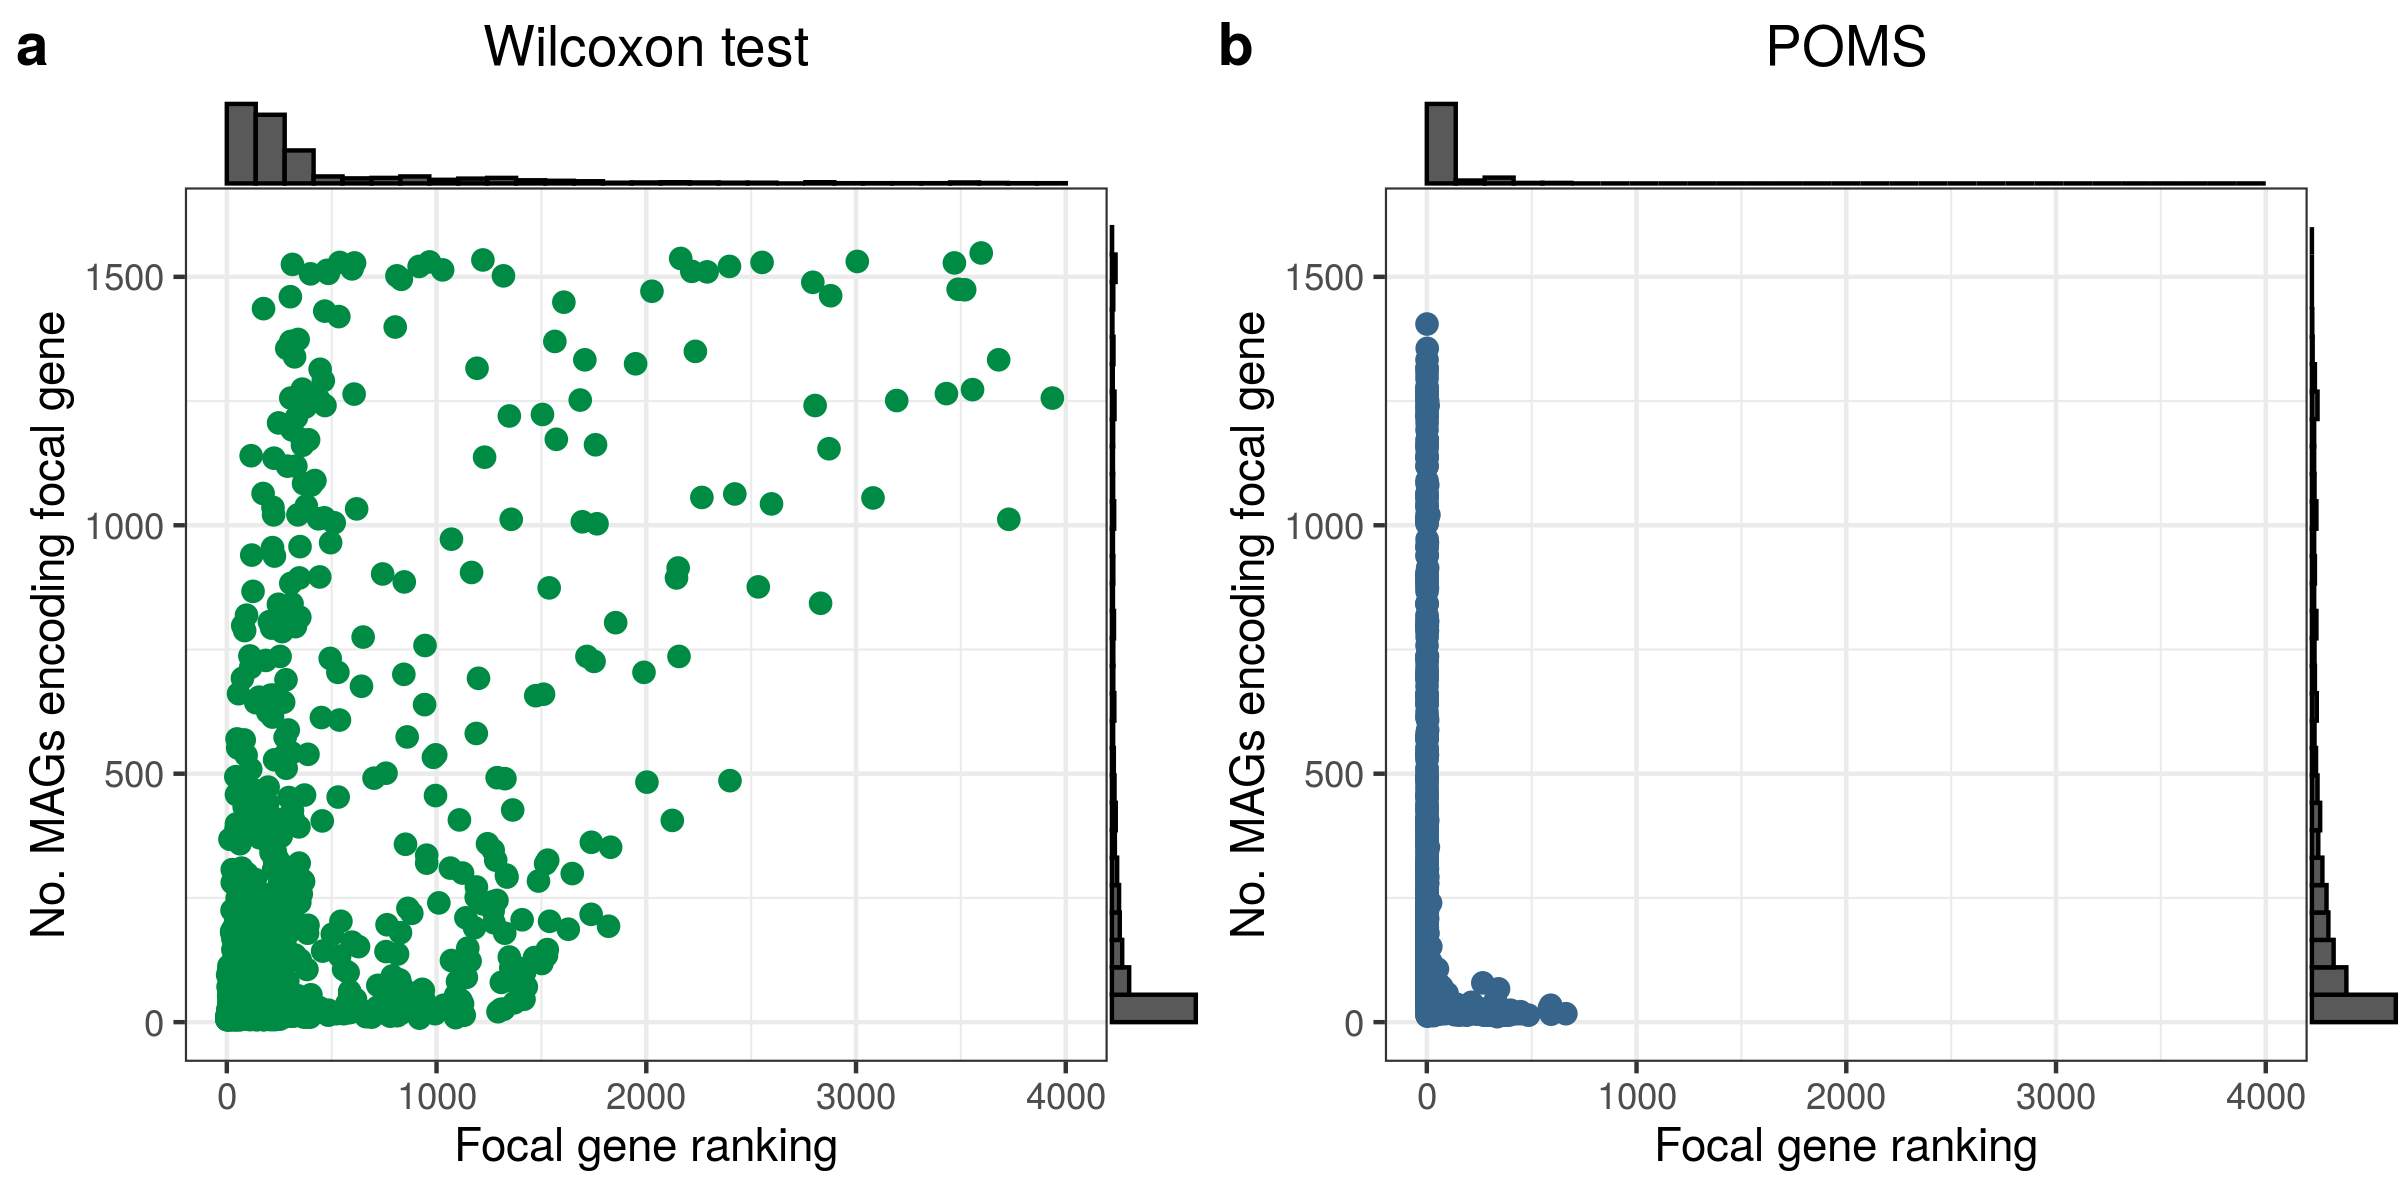 a
Wilcoxon test
No. MAGs encoding focal gene
1500
1000
500
0
0 1000 2000 3000 4000
Focal gene ranking
b
POMS
No. MAGs encoding focal gene
1500
1000
500
0
0 1000 2000 3000 4000
Focal gene ranking